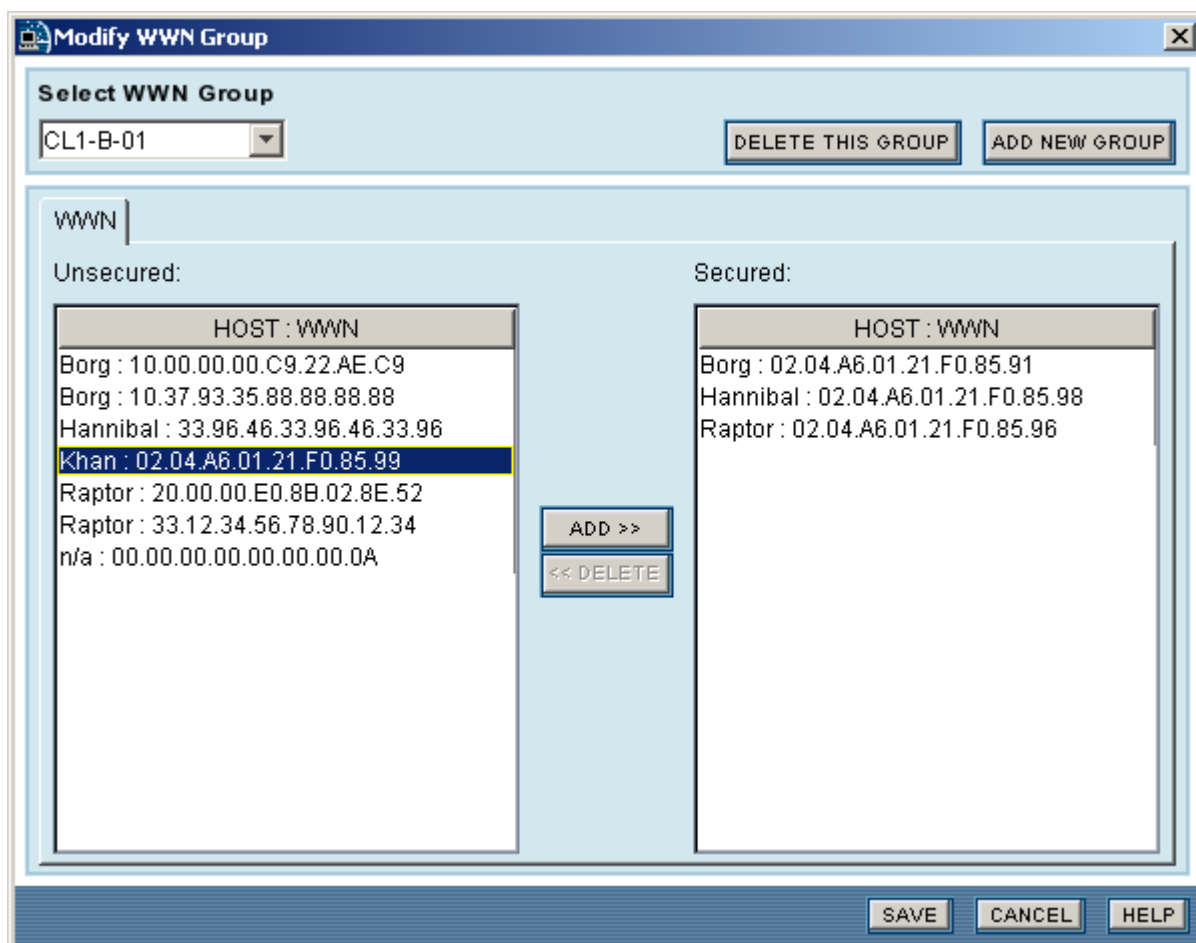 Modify WWN Group
Select WWN Group
CL1-B-01
DELETE THIS GROUP
ADD NEW GROUP
WWN
Unsecured:
HOST : WWN
Borg : 10.00.00.00.C9.22.AE.C9
Borg : 10.37.93.35.88.88.88.88
Hannibal : 33.96.46.33.96.46.33.96
Khan : 02.04.A6.01.21.F0.85.99
Raptor : 20.00.00.E0.8B.02.8E.52
Raptor : 33.12.34.56.78.90.12.34
n/a : 00.00.00.00.00.00.00.0A
ADD >>
<< DELETE
Secured:
HOST : WWN
Borg : 02.04.A6.01.21.F0.85.91
Hannibal : 02.04.A6.01.21.F0.85.98
Raptor : 02.04.A6.01.21.F0.85.96
SAVE
CANCEL
HELP